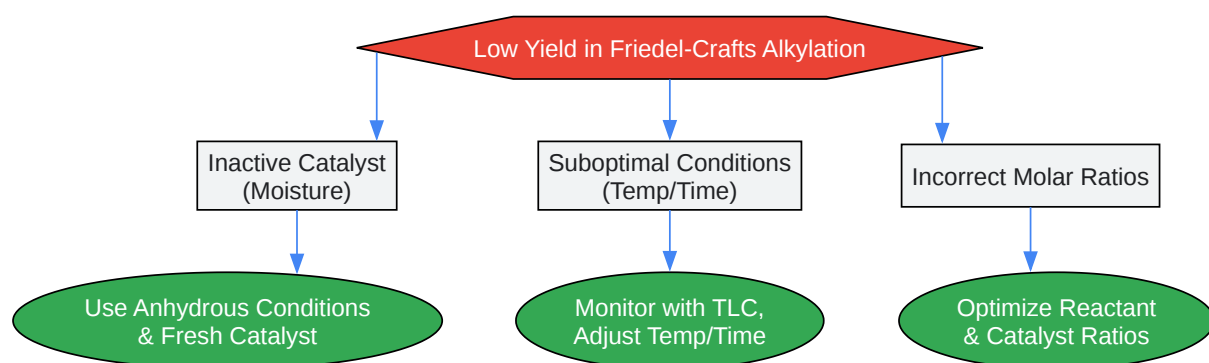 Low Yield in Friedel-Crafts Alkylation
Inactive Catalyst
(Moisture)
Suboptimal Conditions
(Temp/Time)
Incorrect Molar Ratios
Use Anhydrous Conditions
& Fresh Catalyst
Monitor with TLC,
Adjust Temp/Time
Optimize Reactant
& Catalyst Ratios